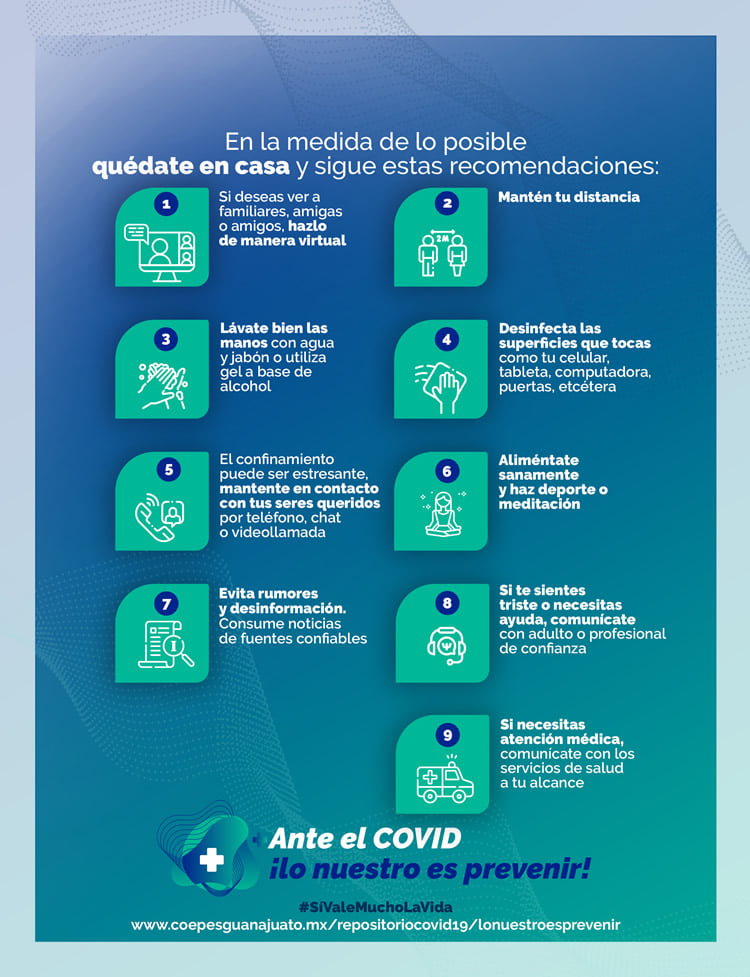 En la medida de lo posible
quédate en casa y sigue estas recomendaciones:
1
Si deseas ver a
familiares, amigas
o amigos, hazlo
de manera virtual
2
2M
Mantén tu distancia
3
Lávate bien las
manos con agua
y jabón o utiliza
gel a base de
alcohol
4
Desinfecta las
superficies que tocas
como tu celular,
tableta, computadora,
puertas, etcétera
5
El confinamiento
puede ser estresante,
mantente en contacto
con tus seres queridos
por teléfono, chat
o videollamada
6
Aliméntate
sanamente
y haz deporte o
meditación
7
Evita rumores
y desinformación.
Consume noticias
de fuentes confiables
8
Si te sientes
triste o necesitas
ayuda, comunícate
con adulto o profesional
de confianza
9
Si necesitas
atención médica,
comunícate con los
servicios de salud
a tu alcance
Ante el COVID
¡lo nuestro es prevenir!
#SíValeMuchoLaVida
www.coepesguanajuato.mx/repositoriocovid19/lonuestroesprevenir